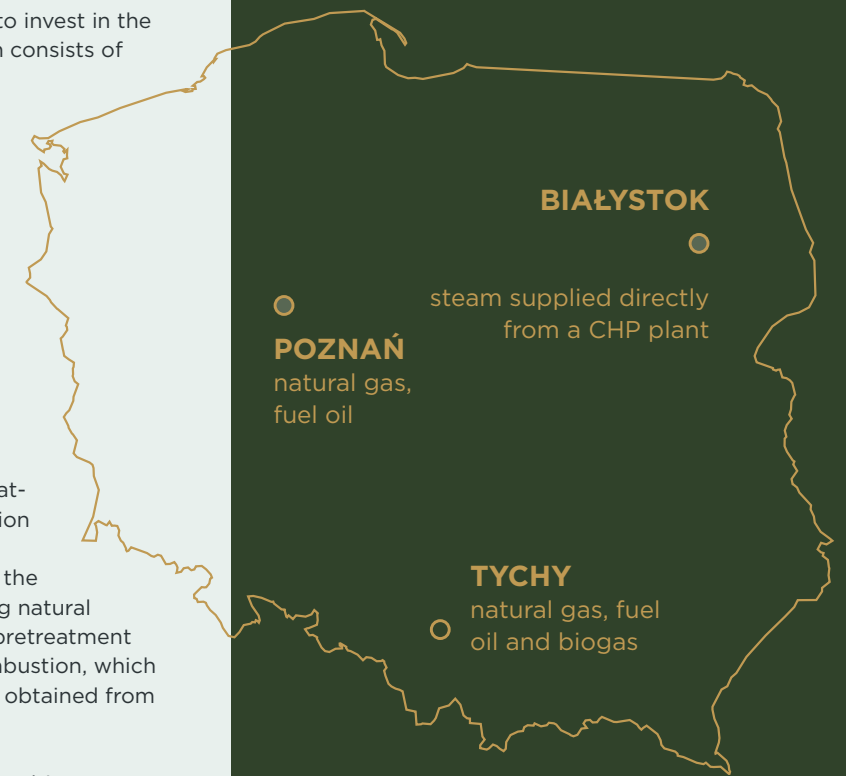 to invest in the
consists of
BIAŁYSTOK
steam supplied directly
from a CHP plant
POZNAŃ
natural gas,
fuel oil
at-
ion
the
g natural
pretreatment
bustion, which
obtained from
TYCHY
natural gas, fuel
oil and biogas